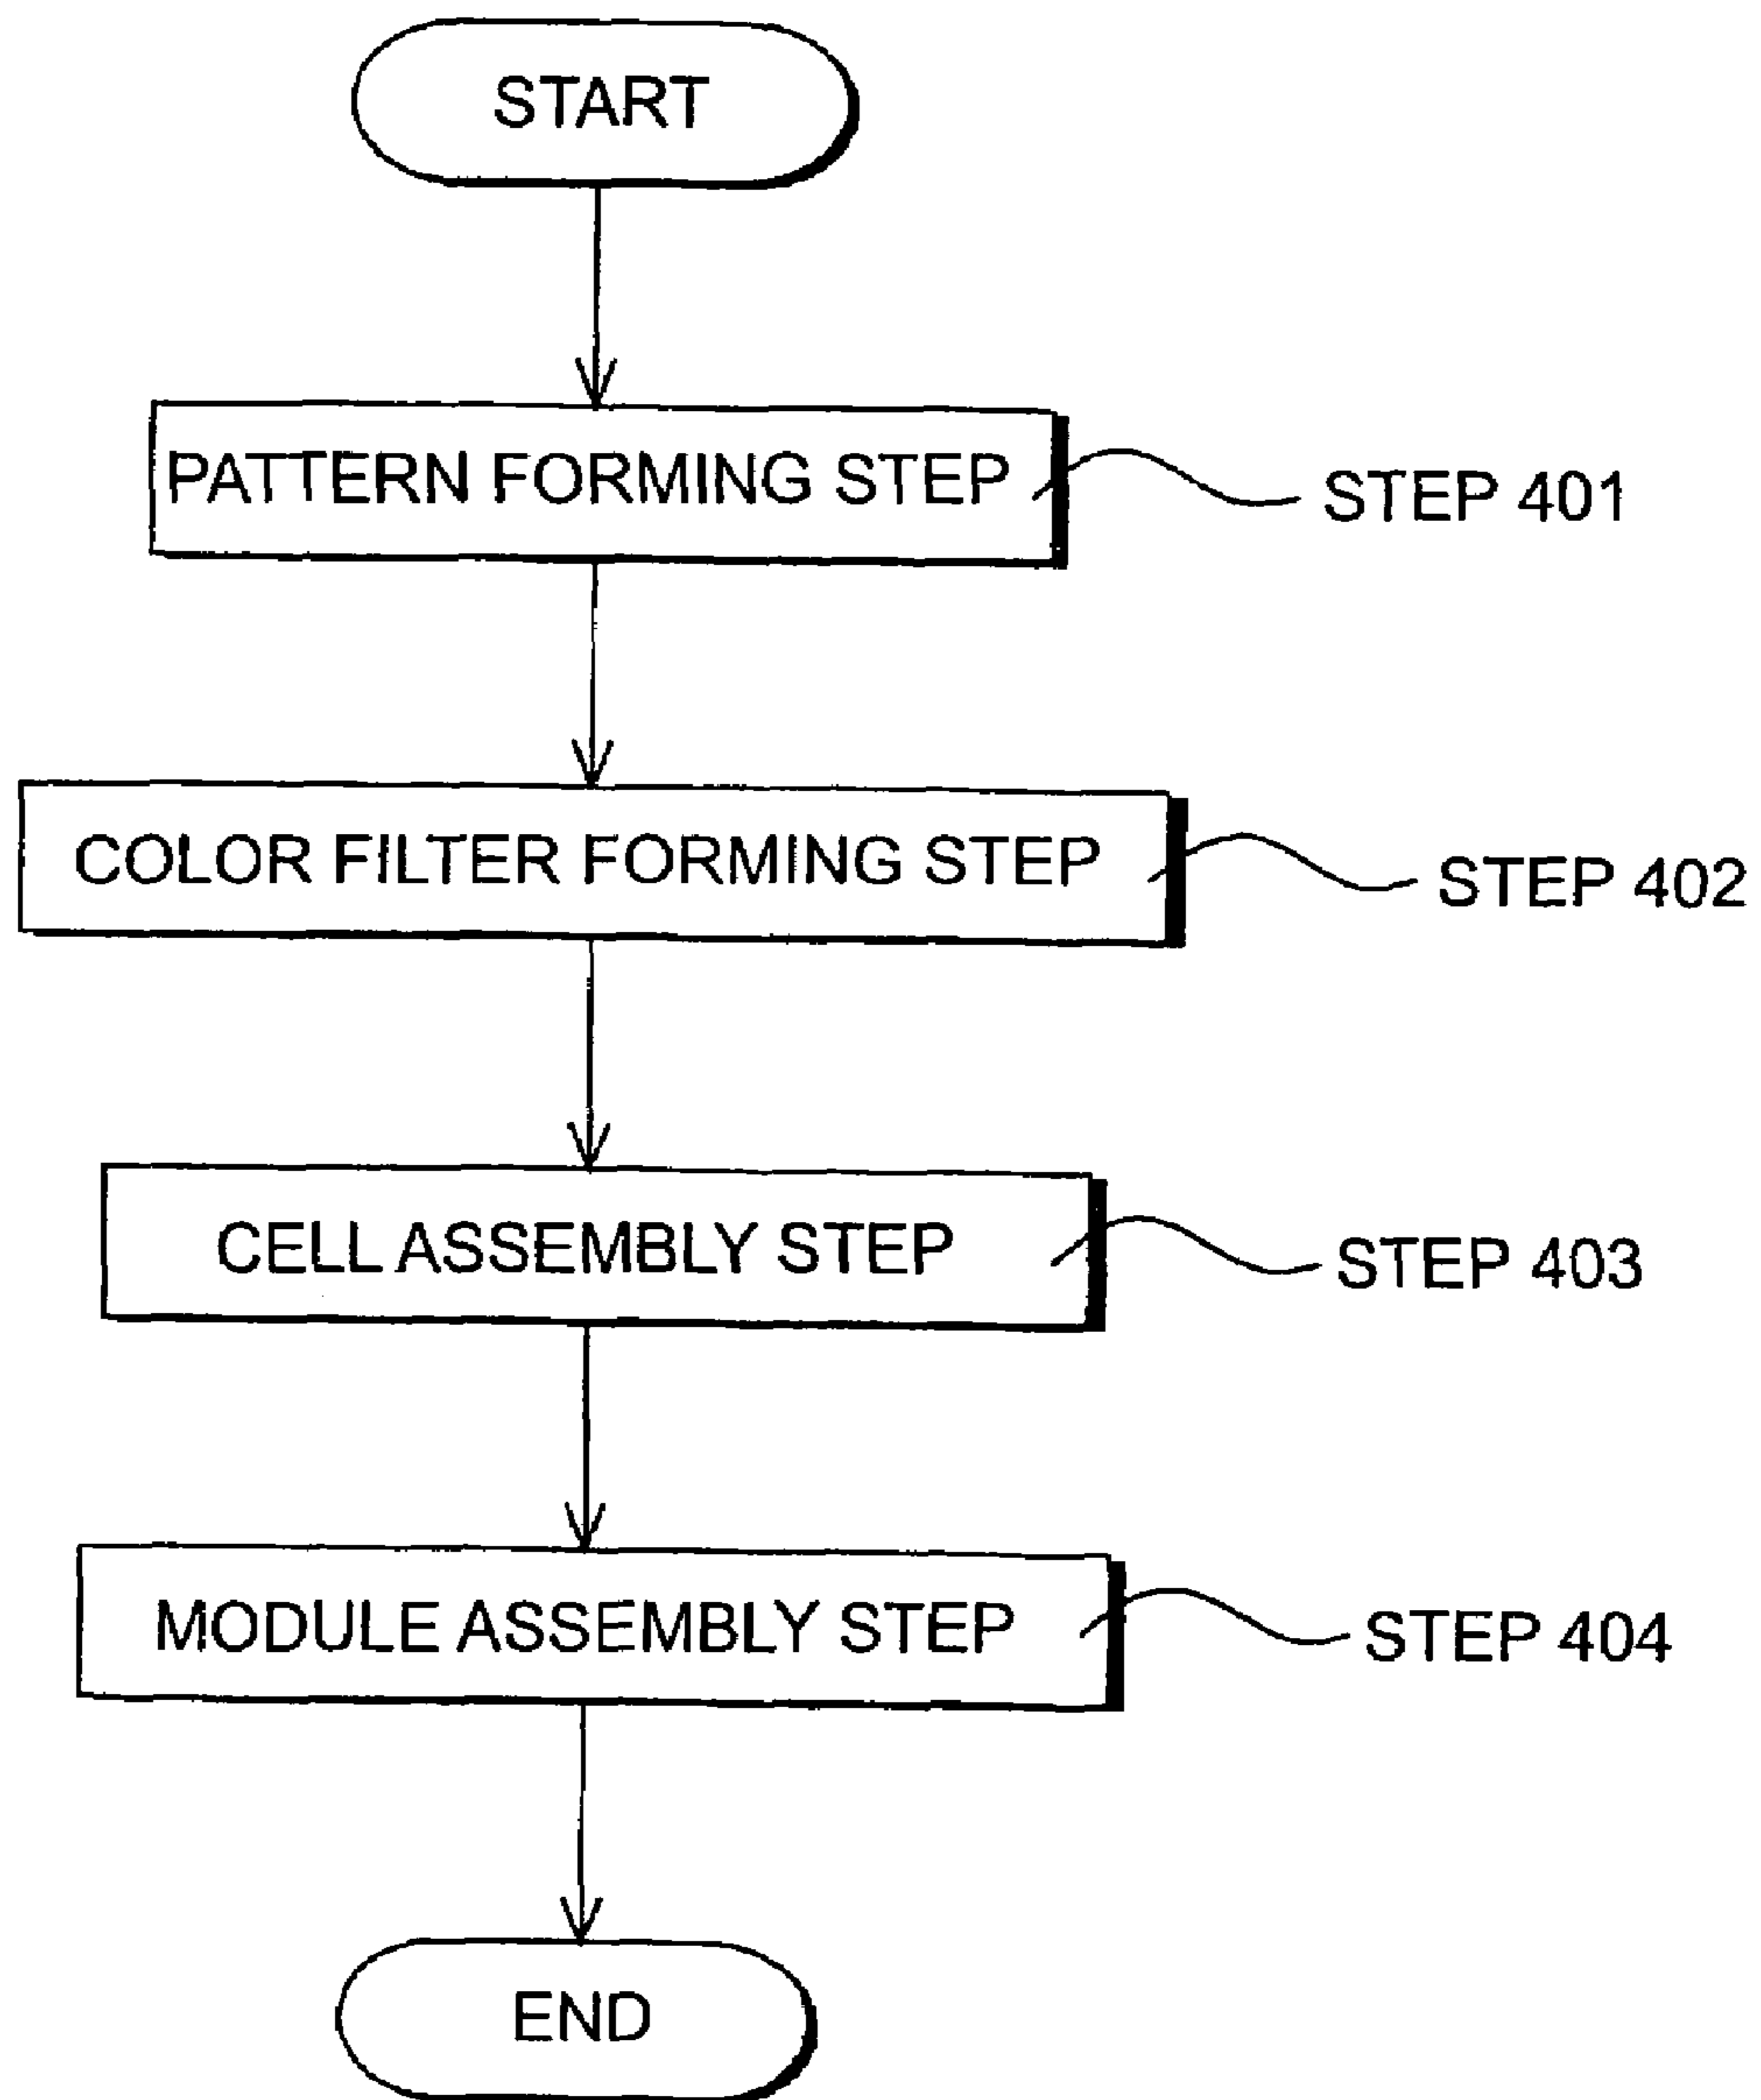 START
PATTERN FORMING STEP
STEP 401
COLOR FILTER FORMING STEP
STEP 402
CELL ASSEMBLY STEP
STEP 403
MODULE ASSEMBLY STEP
STEP 404
END